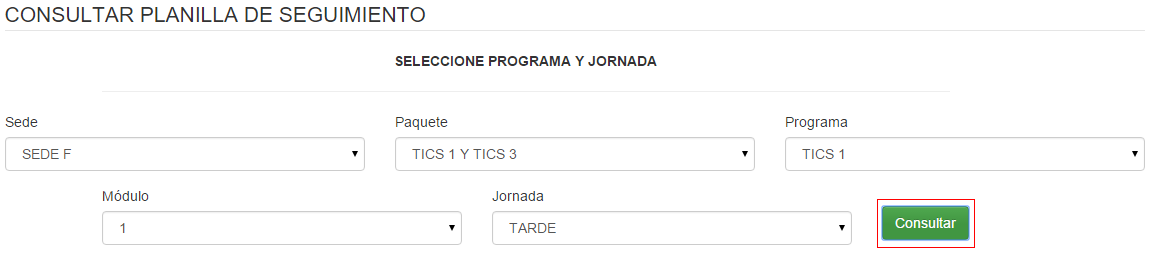 CONSULTAR PLANILLA DE SEGUIMIENTO
SELECCIONE PROGRAMA Y JORNADA
Sede Paquete Programa
SEDE F TICS 1 Y TICS 3 TICS 1
Módulo Jornada
1 TARDE Consultar